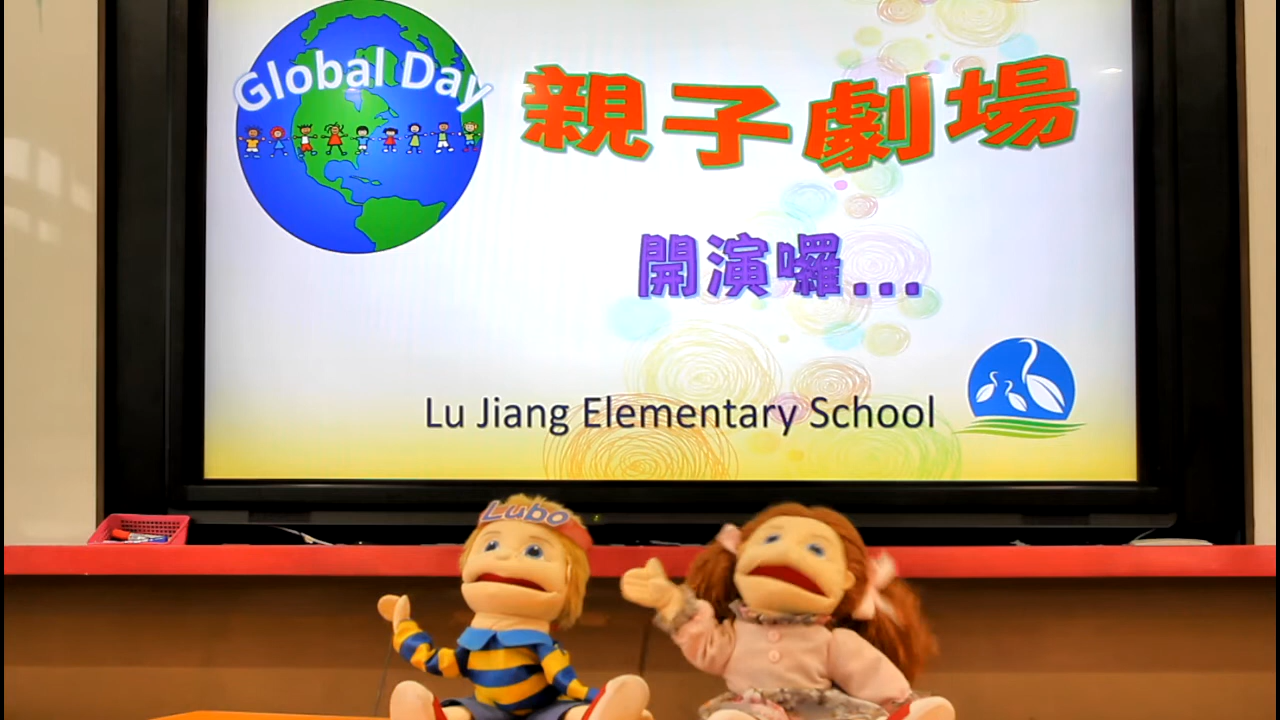 Global Day
親子劇場
開演囉...
Lu Jiang Elementary School
Lubo